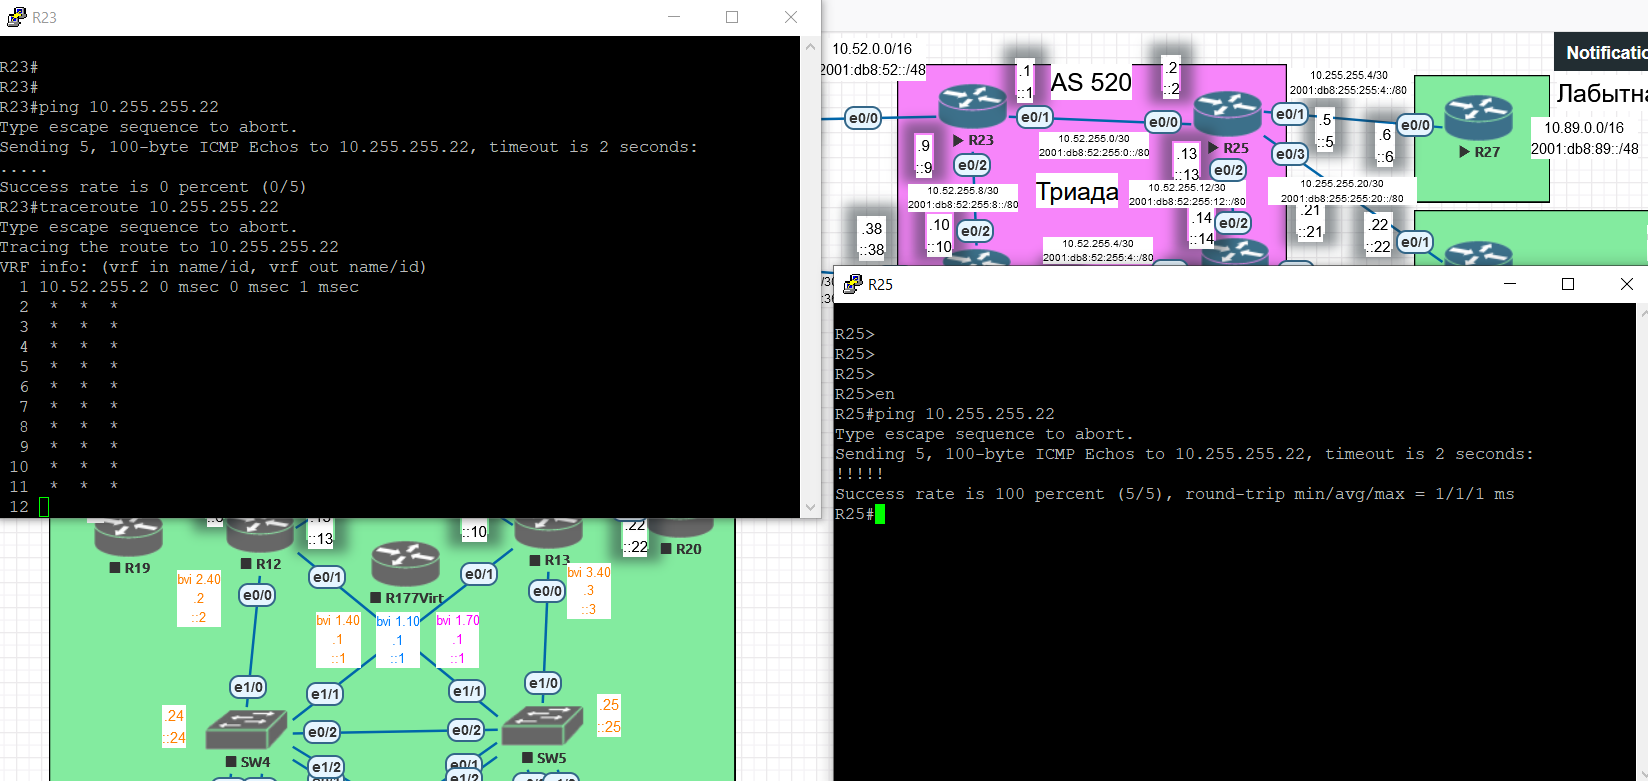 R23
R23#
R23#
R23#ping 10.255.255.22
Type escape sequence to abort.
Sending 5, 100-byte ICMP Echos to 10.255.255.22, timeout is 2 seconds:
.....
Success rate is 0 percent (0/5)
R23#traceroute 10.255.255.22
Type escape sequence to abort.
Tracing the route to 10.255.255.22
VRF info: (vrf in name/id, vrf out name/id)
1 10.52.255.2 0 msec 0 msec 1 msec
2 * * *
3 * * *
4 * * *
5 * * *
6 * * *
7 * * *
8 * * *
9 * * *
10 * * *
11 * * *
12
10.52.0.0/16
2001:db8:52::/48
.1
::1
AS 520
.2
::2
10.255.255.4/30
2001:db8:255:255:4::/80
Notificatio
Лабытна
e0/0
e0/1
e0/0
e0/1
.5
::5
.6
::6
e0/0
10.89.0.0/16
2001:db8:89::/48
R23
R25
R27
10.52.255.0/30
2001:db8:52:255:0::/80
.9
::9
e0/2
.13
::13
e0/2
e0/3
10.52.255.8/30
2001:db8:52:255:8::/80
Триада
10.52.255.12/30
2001:db8:52:255:12::/80
10.255.255.20/30
2001:db8:255:255:20::/80
.38
::38
.10
::10
e0/2
10.52.255.4/30
2001:db8:52:255:4::/80
.14
::14
e0/2
.21
::21
.22
::22
e0/1
R25
R25>
R25>
R25>
R25>en
R25#ping 10.255.255.22
Type escape sequence to abort.
Sending 5, 100-byte ICMP Echos to 10.255.255.22, timeout is 2 seconds:
!!!!!
Success rate is 100 percent (5/5), round-trip min/avg/max = 1/1/1 ms
R25#
::13
::10
.22
::22
R19
R12
R13
R20
bvi 2.40
.2
::2
e0/0
e0/1
R177Virt
e0/1
e0/0
bvi 3.40
.3
::3
bvi 1.40
.1
::1
bvi 1.10
.1
::1
bvi 1.70
.1
::1
e1/0
e1/1
e1/1
e1/0
.24
::24
e0/2
e0/2
.25
::25
SW4
SW5
e1/2
e0/1
e1/2